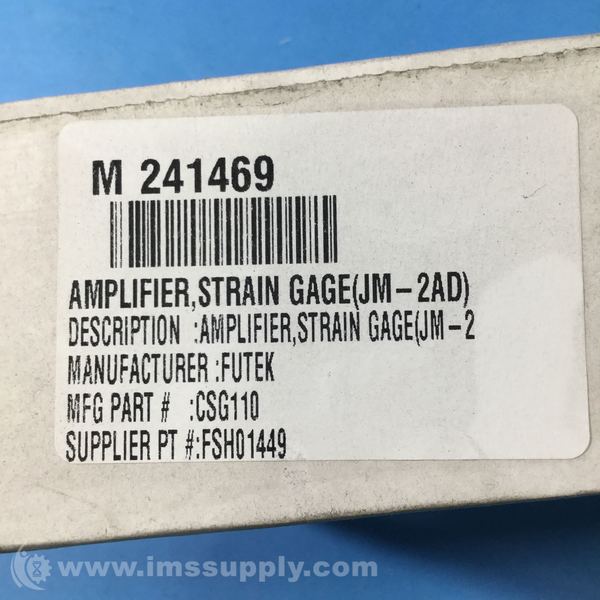 M 241469
AMPLIFIER,STRAIN GAGE(JM-2AD)
DESCRIPTION :AMPLIFIER,STRAIN GAGE(JM-2
MANUFACTURER :FUTEK
MFG PART # :CSG110
SUPPLIER PT #:FSH01449
www.imssupply.com/